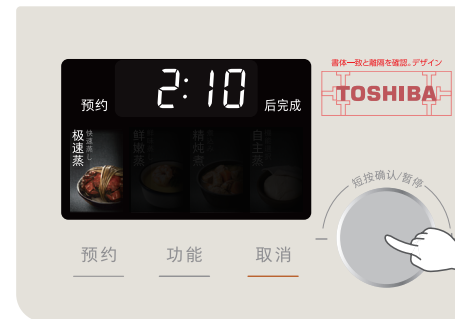 書体一致と離隔を確認。デザイン
TOSHIBA
预约 2:10 后完成
极速蒸
快速蒸し
鲜嫩蒸
精炖煮
自主蒸
短按确认/暂停
预约 功能 取消